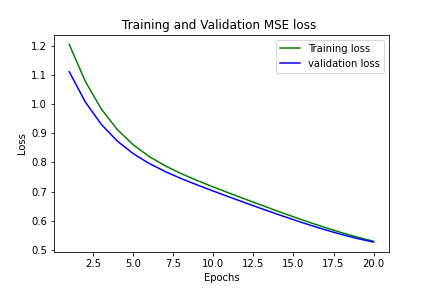 Training and Validation MSE loss
Training loss
validation loss
Loss
1.2
1.1
1.0
0.9
0.8
0.7
0.6
0.5
2.5 5.0 7.5 10.0 12.5 15.0 17.5 20.0
Epochs